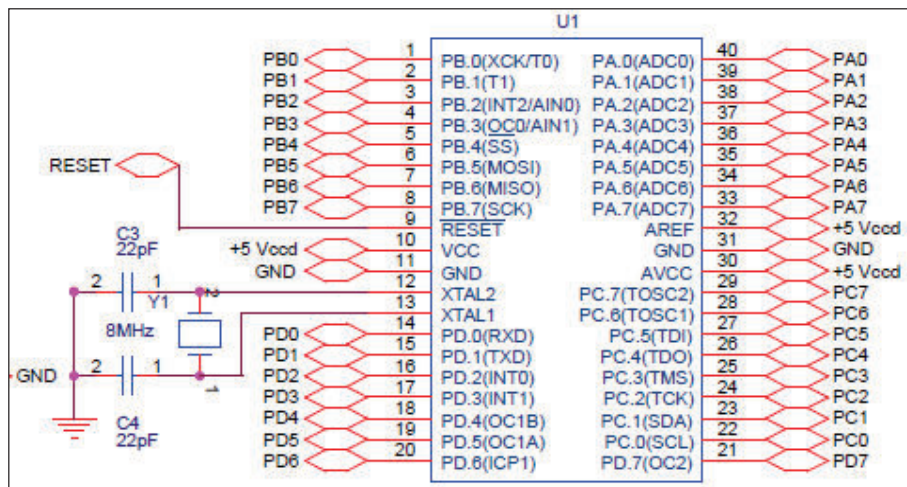 U1
PB0 1 PB.0(XCK/T0) PA.0(ADC0) 40 PA0
PB1 2 PB.1(T1) PA.1(ADC1) 39 PA1
PB2 3 PB.2(INT2/AIN0) PA.2(ADC2) 38 PA2
PB3 4 PB.3(OC0/AIN1) PA.3(ADC3) 37 PA3
PB4 5 PB.4(SS) PA.4(ADC4) 36 PA4
PB5 6 PB.5(MOSI) PA.5(ADC5) 35 PA5
PB6 7 PB.6(MISO) PA.6(ADC6) 34 PA6
PB7 8 PB.7(SCK) PA.7(ADC7) 33 PA7
RESET 9 RESET AREF 32 +5 Vccd
+5 Vccd 10 VCC GND 31 GND
GND 11 GND AVCC 30 +5 Vccd
12 XTAL2 PC.7(TOSC2) 29 PC7
13 XTAL1 PC.6(TOSC1) 28 PC6
PD0 14 PD.0(RXD) PC.5(TDI) 27 PC5
PD1 15 PD.1(TXD) PC.4(TDO) 26 PC4
PD2 16 PD.2(INT0) PC.3(TMS) 25 PC3
PD3 17 PD.3(INT1) PC.2(TCK) 24 PC2
PD4 18 PD.4(OC1B) PC.1(SDA) 23 PC1
PD5 19 PD.5(OC1A) PC.0(SCL) 22 PC0
PD6 20 PD.6(ICP1) PD.7(OC2) 21 PD7
C3
22pF
2 1
Y1 2
8MHz
1
GND
2 1
C4
22pF